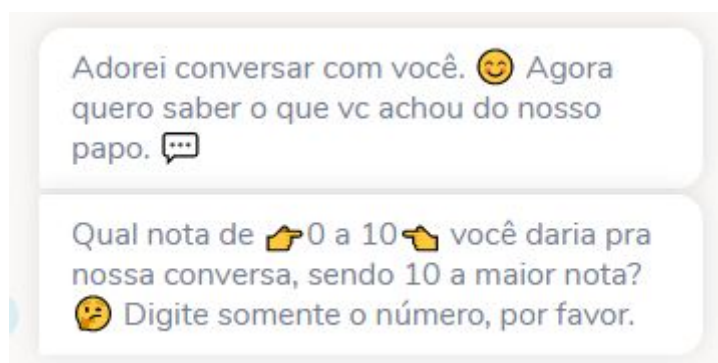 Adorei conversar com você. 😊 Agora
quero saber o que vc achou do nosso
papo. 💬
Qual nota de 👉0 a 10👈 você daria pra
nossa conversa, sendo 10 a maior nota?
🤔 Digite somente o número, por favor.